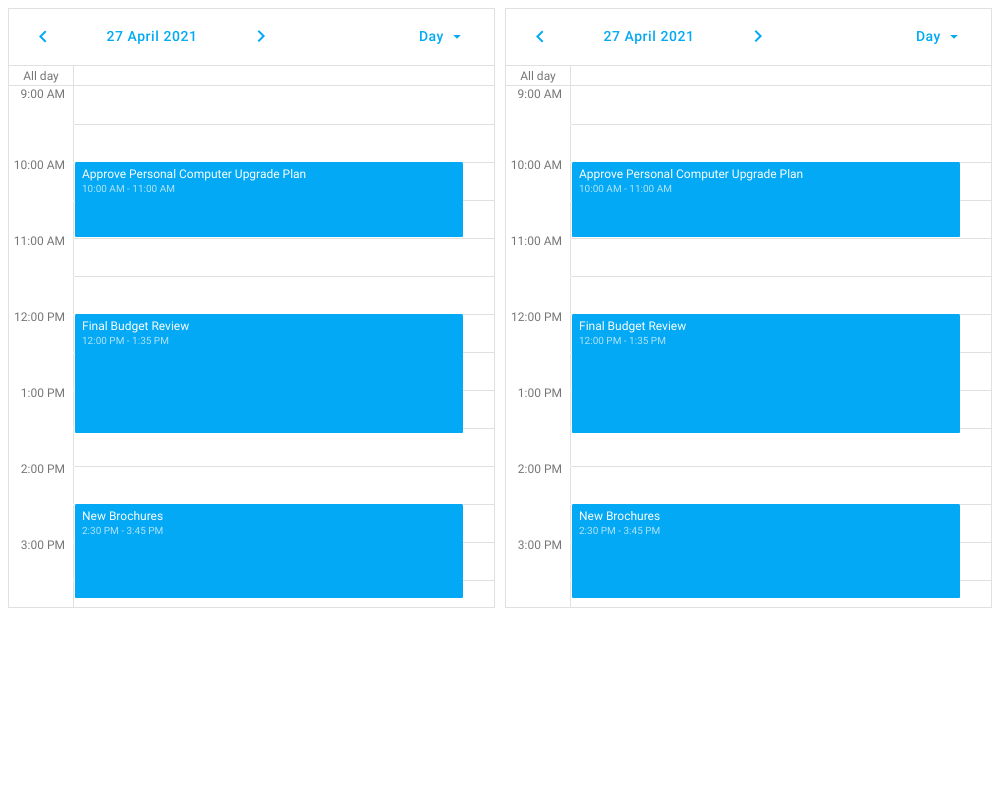 27 April 2021
Day
All day
9:00 AM
10:00 AM
Approve Personal Computer Upgrade Plan
10:00 AM - 11:00 AM
11:00 AM
12:00 PM
Final Budget Review
12:00 PM - 1:35 PM
1:00 PM
2:00 PM
New Brochures
2:30 PM - 3:45 PM
3:00 PM
27 April 2021
Day
All day
9:00 AM
10:00 AM
Approve Personal Computer Upgrade Plan
10:00 AM - 11:00 AM
11:00 AM
12:00 PM
Final Budget Review
12:00 PM - 1:35 PM
1:00 PM
2:00 PM
New Brochures
2:30 PM - 3:45 PM
3:00 PM